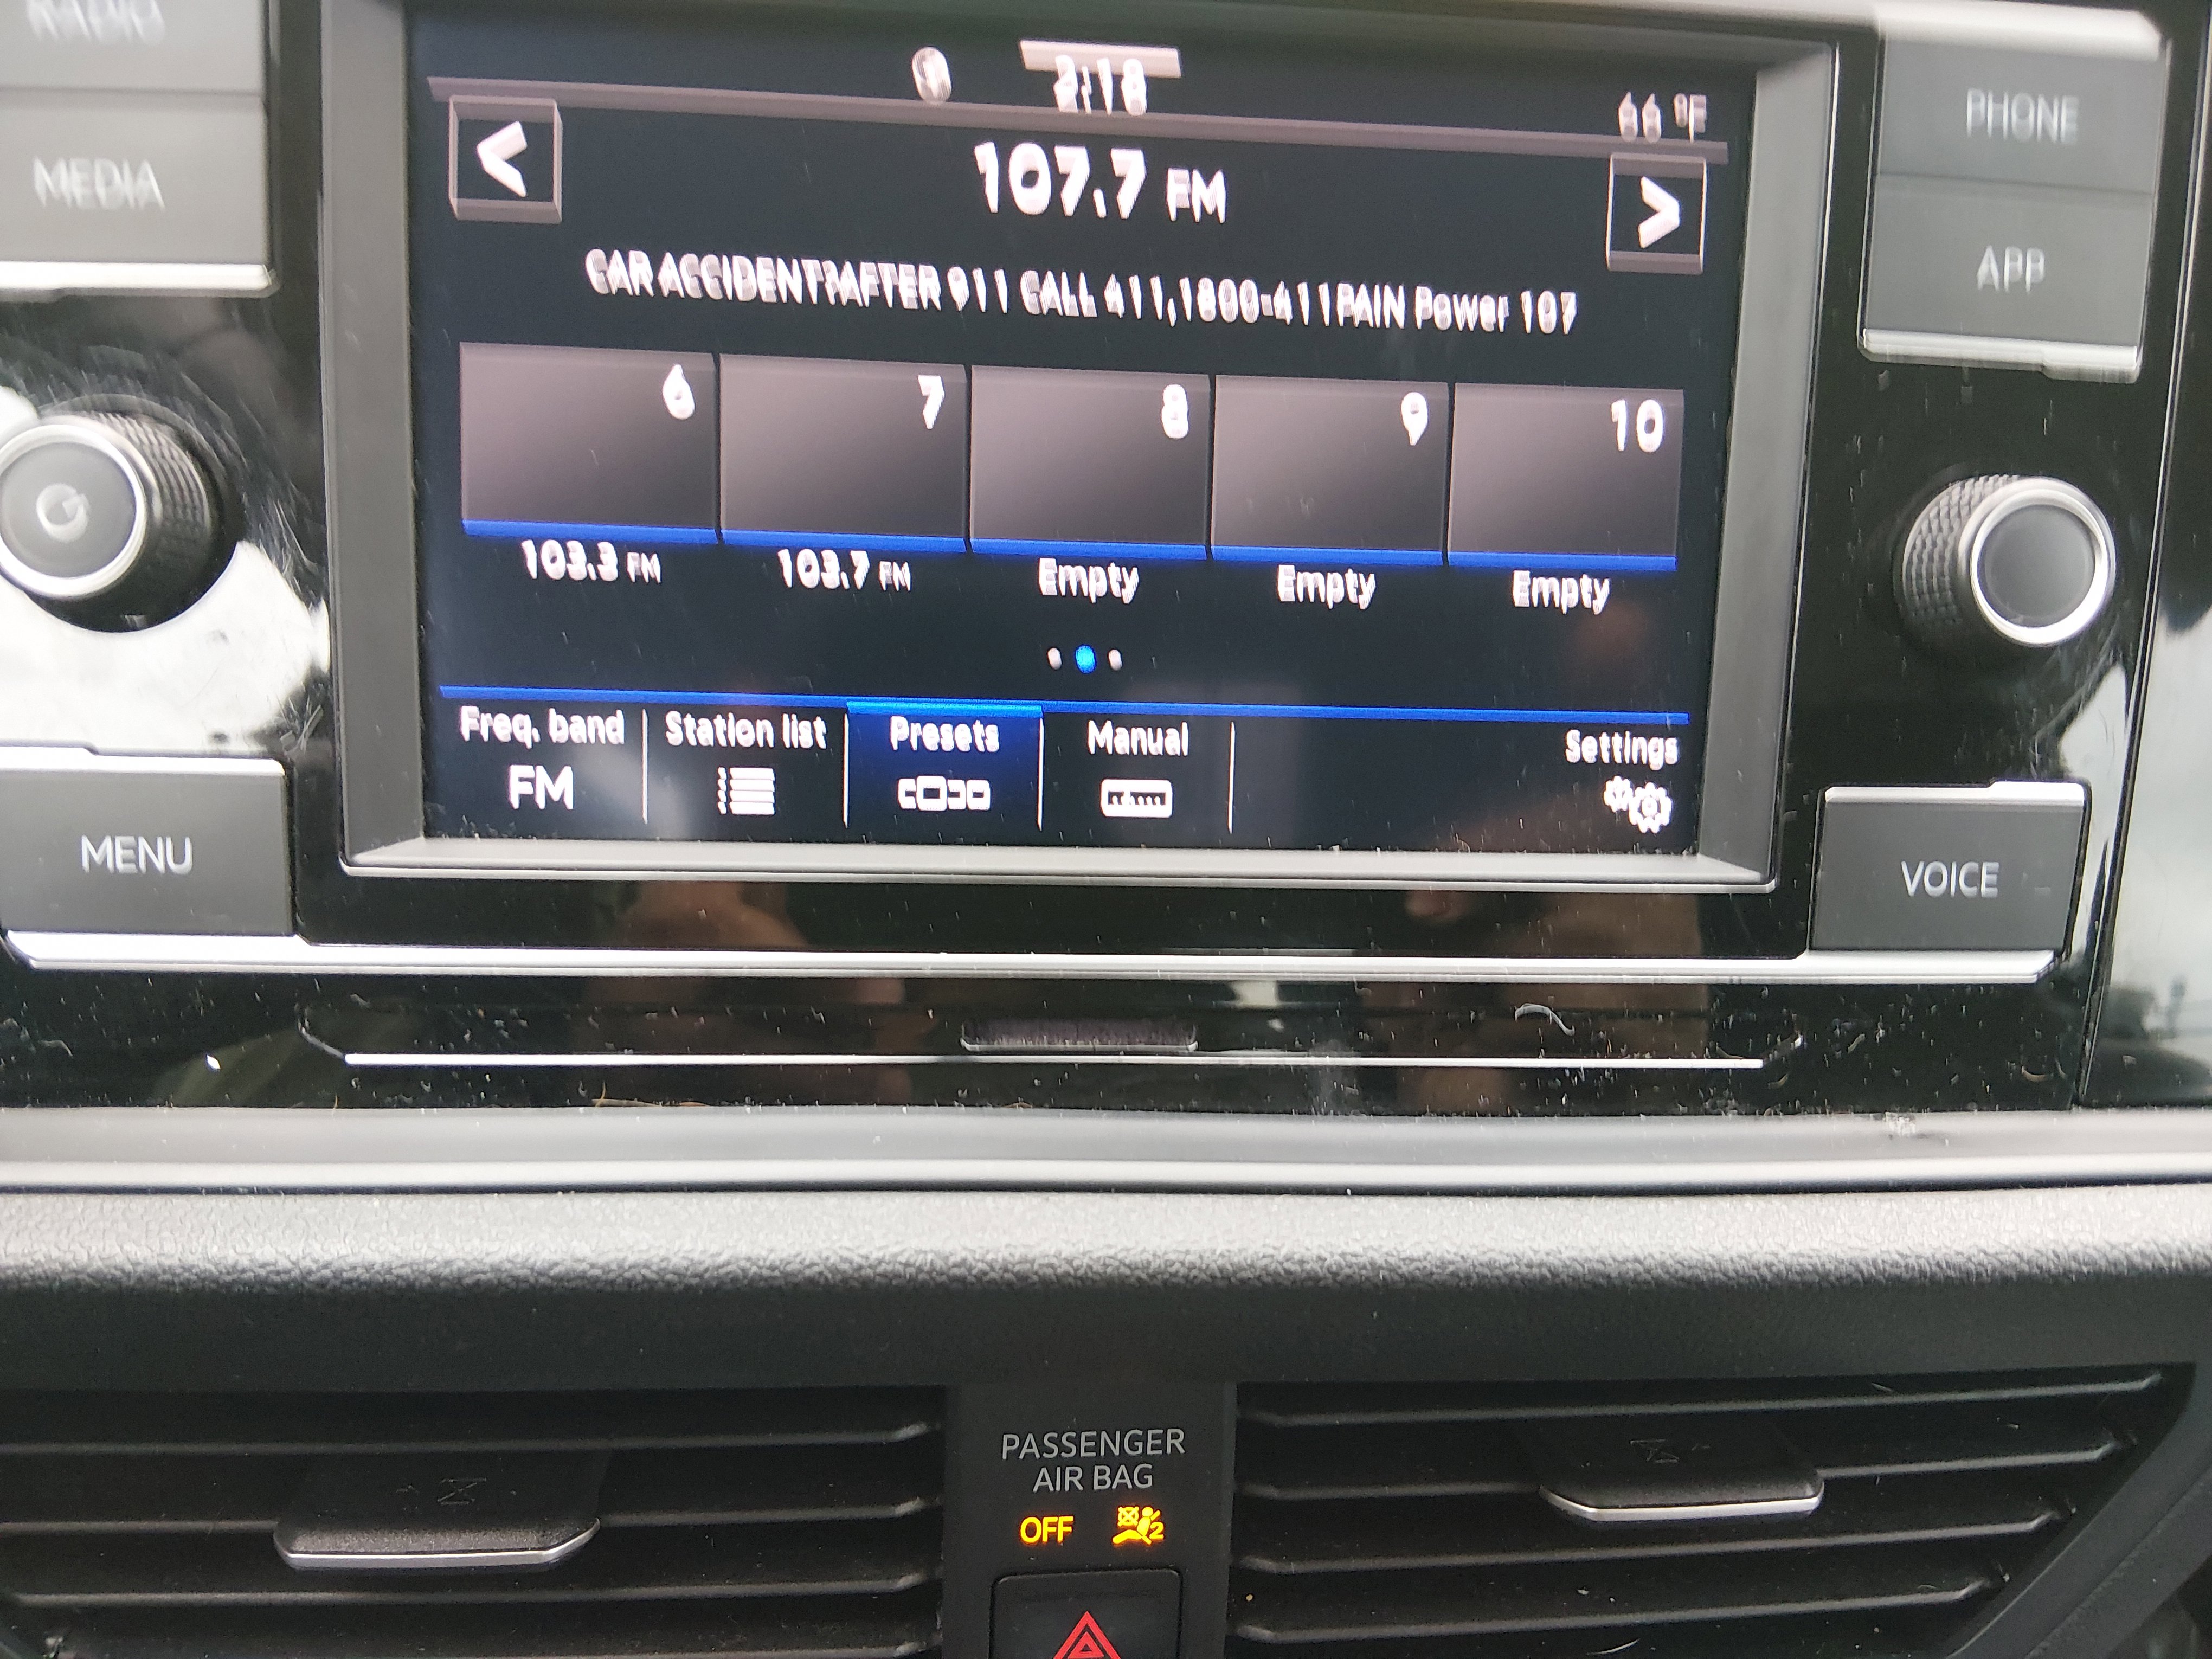 RADIO
MEDIA
MENU
PHONE
APP
VOICE
2:18
66 °F
107.7 FM
CAR ACCIDENT?AFTER 911 CALL 411,1800-411PAIN Power 107
6 7 8 9 10
103.3 FM 103.7 FM Empty Empty Empty
Freq. band Station list Presets Manual Settings
FM
PASSENGER
AIR BAG
OFF 2